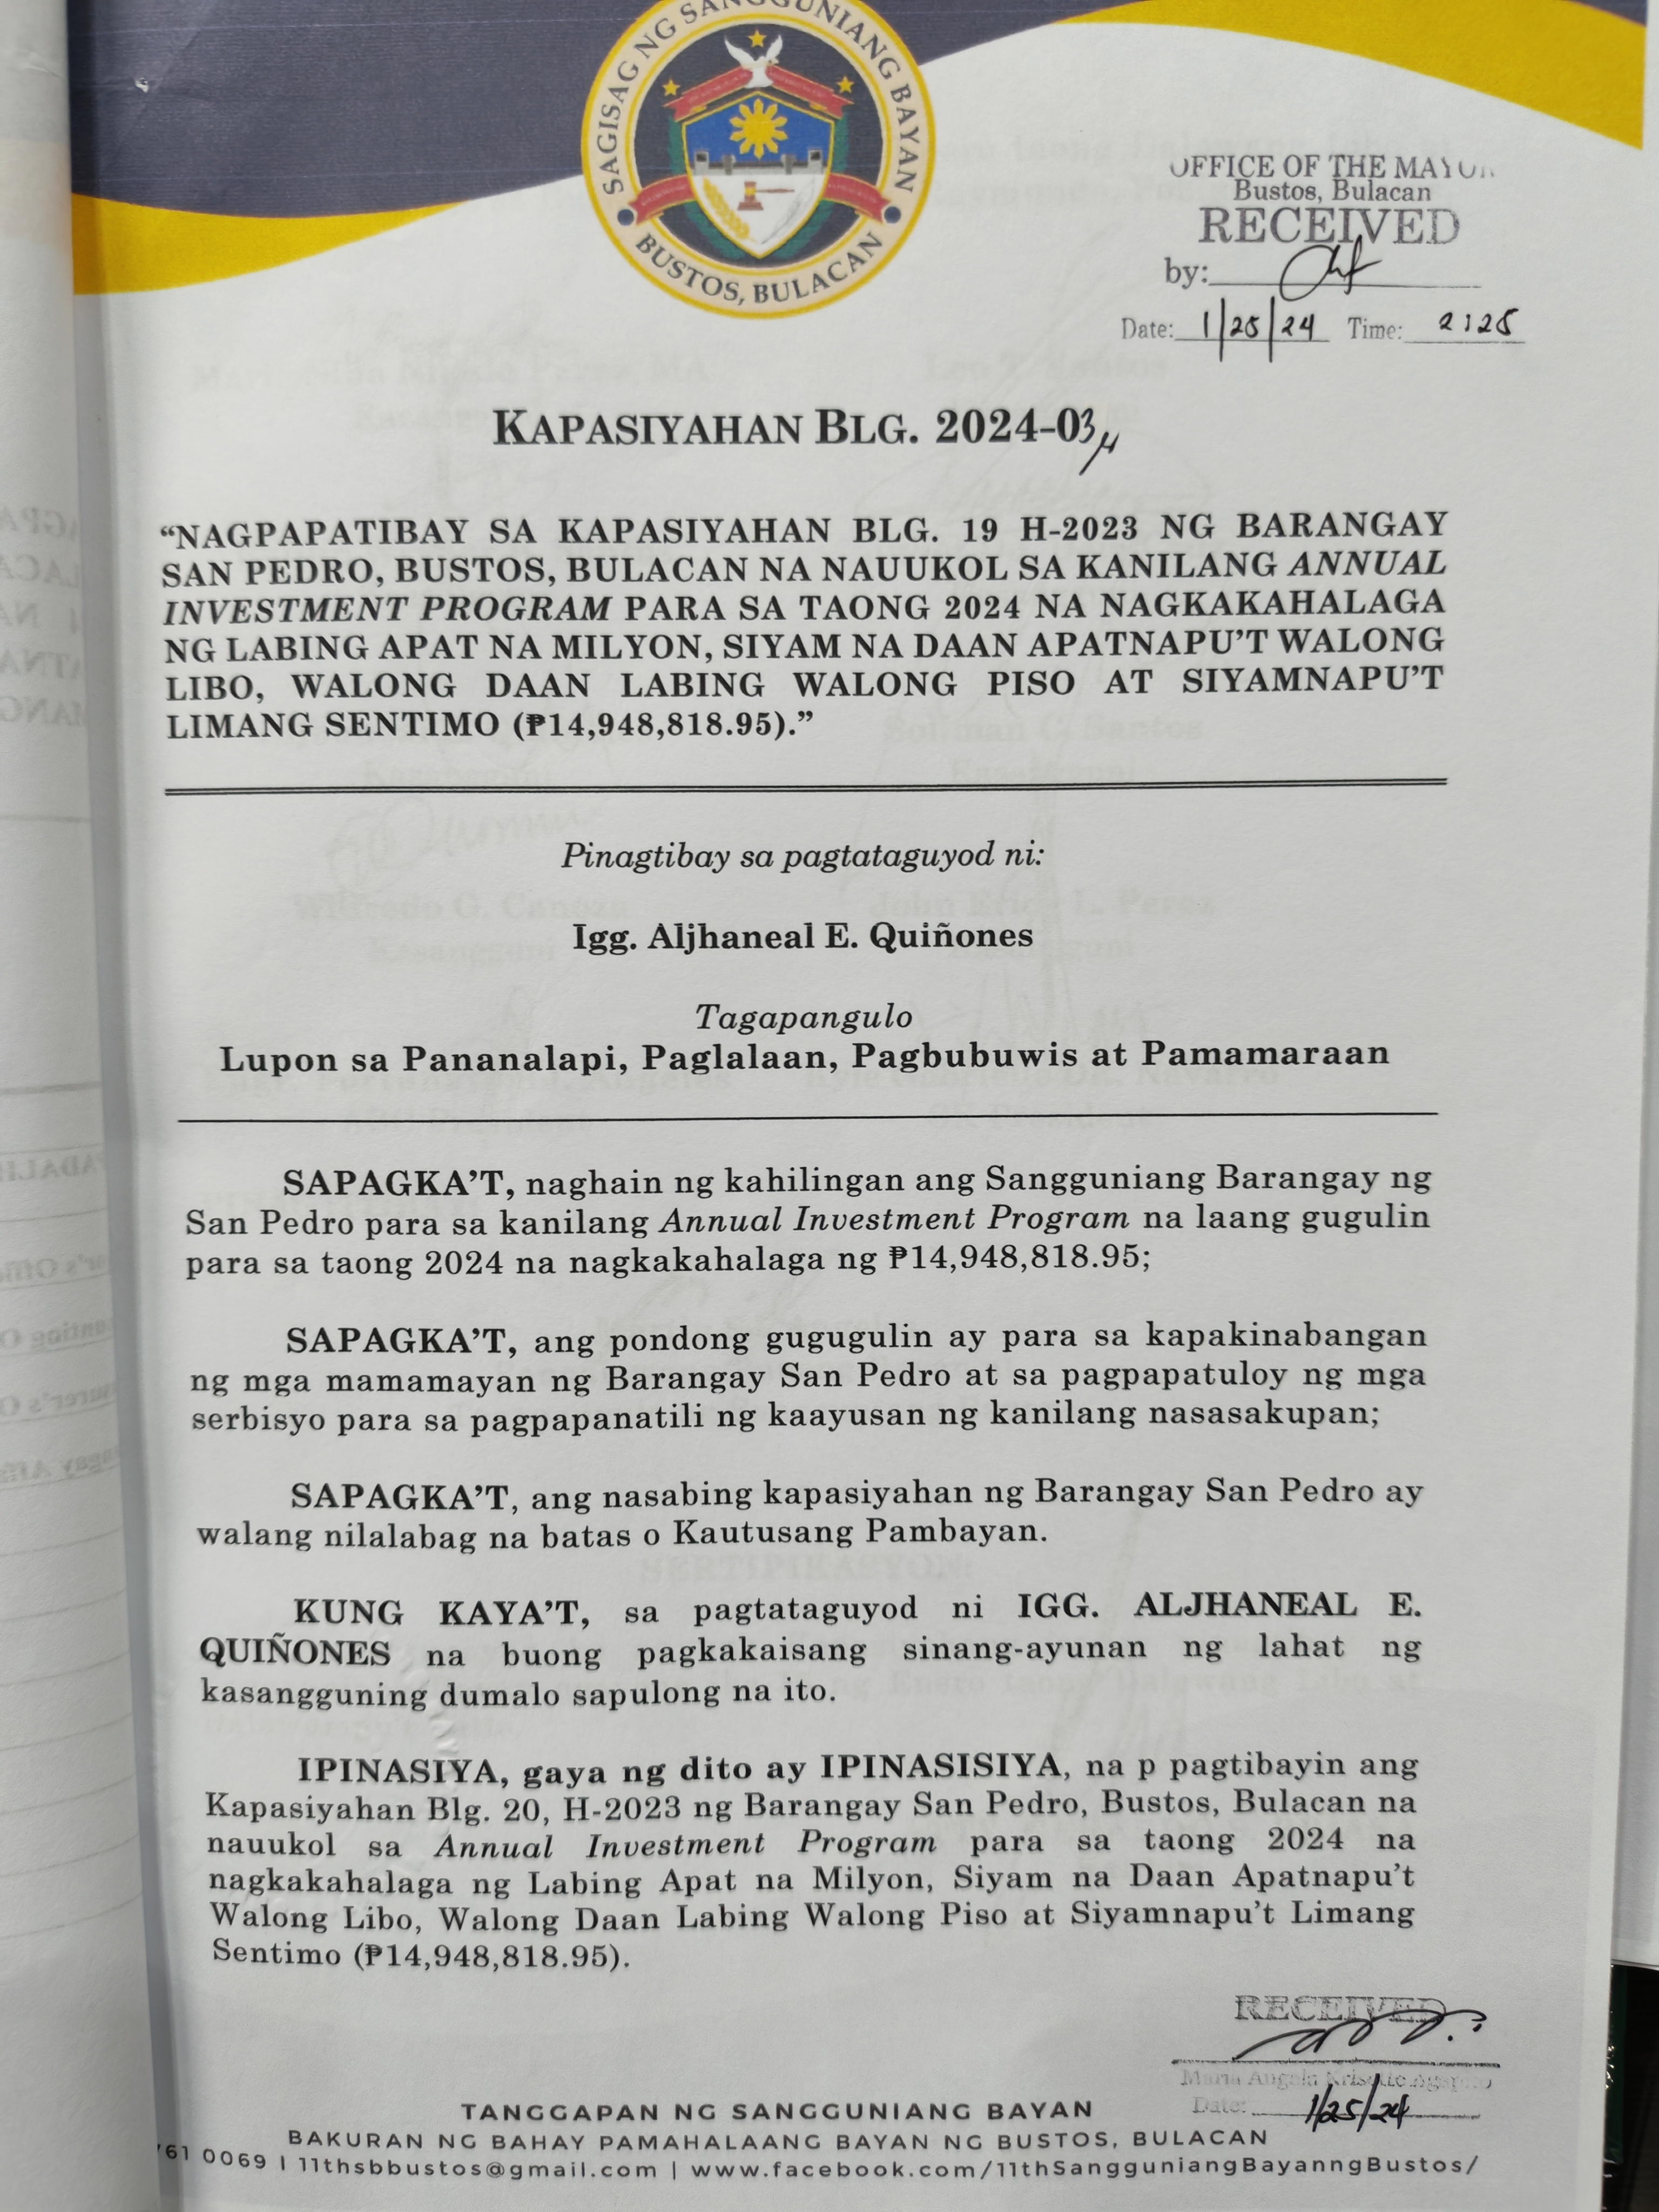 SAGISAG NG SANGGUNIANG BAYAN
BUSTOS, BULACAN
OFFICE OF THE MAYOR
Bustos, Bulacan
RECEIVED
by:
Date: 1/25/24 Time: 2:25
KAPASIYAHAN BLG. 2024-03
“NAGPAPATIBAY SA KAPASIYAHAN BLG. 19 H-2023 NG BARANGAY
SAN PEDRO, BUSTOS, BULACAN NA NAUUKOL SA KANILANG ANNUAL
INVESTMENT PROGRAM PARA SA TAONG 2024 NA NAGKAKAHALAGA
NG LABING APAT NA MILYON, SIYAM NA DAAN APATNAPU’T WALONG
LIBO, WALONG DAAN LABING WALONG PISO AT SIYAMNAPU’T
LIMANG SENTIMO (₱14,948,818.95).”
Pinagtibay sa pagtataguyod ni:
Igg. Aljhaneal E. Quiñones
Tagapangulo
Lupon sa Pananalapi, Paglalaan, Pagbubuwis at Pamamaraan
SAPAGKA’T, naghain ng kahilingan ang Sangguniang Barangay ng
San Pedro para sa kanilang Annual Investment Program na laang gugulin
para sa taong 2024 na nagkakahalaga ng ₱14,948,818.95;
SAPAGKA’T, ang pondong gugugulin ay para sa kapakinabangan
ng mga mamamayan ng Barangay San Pedro at sa pagpapatuloy ng mga
serbisyo para sa pagpapanatili ng kaayusan ng kanilang nasasakupan;
SAPAGKA’T, ang nasabing kapasiyahan ng Barangay San Pedro ay
walang nilalabag na batas o Kautusang Pambayan.
KUNG KAYA’T, sa pagtataguyod ni IGG. ALJHANEAL E.
QUIÑONES na buong pagkakaisang sinang-ayunan ng lahat ng
kasangguning dumalo sapulong na ito.
IPINASIYA, gaya ng dito ay IPINASISIYA, na p pagtibayin ang
Kapasiyahan Blg. 20, H-2023 ng Barangay San Pedro, Bustos, Bulacan na
nauukol sa Annual Investment Program para sa taong 2024 na
nagkakahalaga ng Labing Apat na Milyon, Siyam na Daan Apatnapu’t
Walong Libo, Walong Daan Labing Walong Piso at Siyamnapu’t Limang
Sentimo (₱14,948,818.95).
RECEIVED
Maria Angela
Date: 1/25/24
TANGGAPAN NG SANGGUNIANG BAYAN
BAKURAN NG BAHAY PAMAHALAANG BAYAN NG BUSTOS, BULACAN
761 0069 | 11thsbbustos@gmail.com | www.facebook.com/11thSangguniangBayanngBustos/